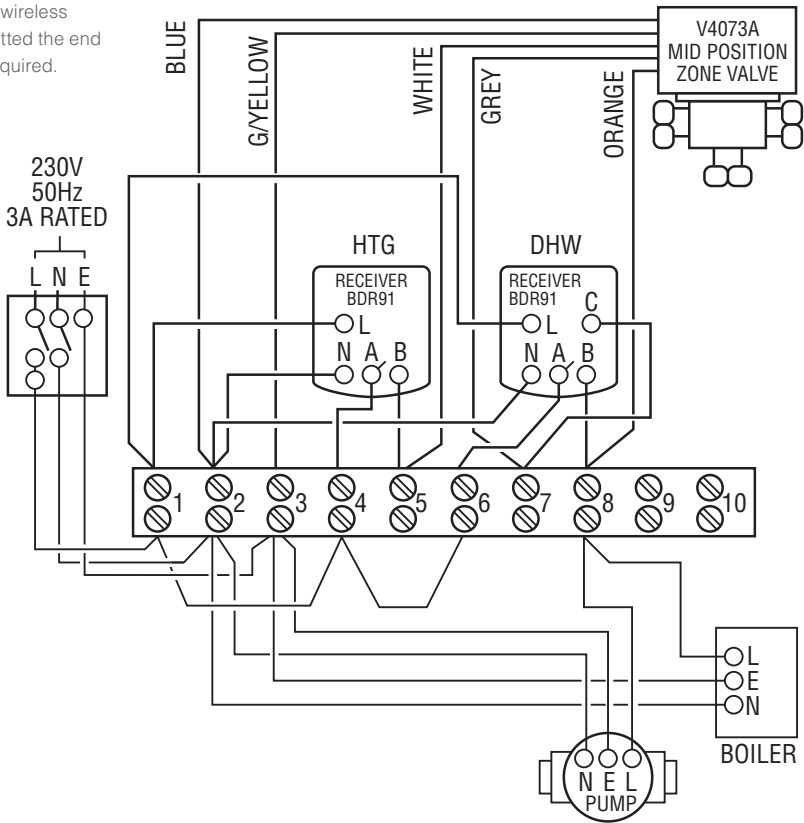 wireless
tted the end
quired.
BLUE
G/YELLOW
WHITE
GREY
ORANGE
V4073A
MID POSITION
ZONE VALVE
230V
50Hz
3A RATED
L N E
HTG
RECEIVER
BDR91
L
N A B
DHW
RECEIVER
BDR91
C
L
N A B
1 2 3 4 5 6 7 8 9 10
L
E
N
BOILER
N E L
PUMP